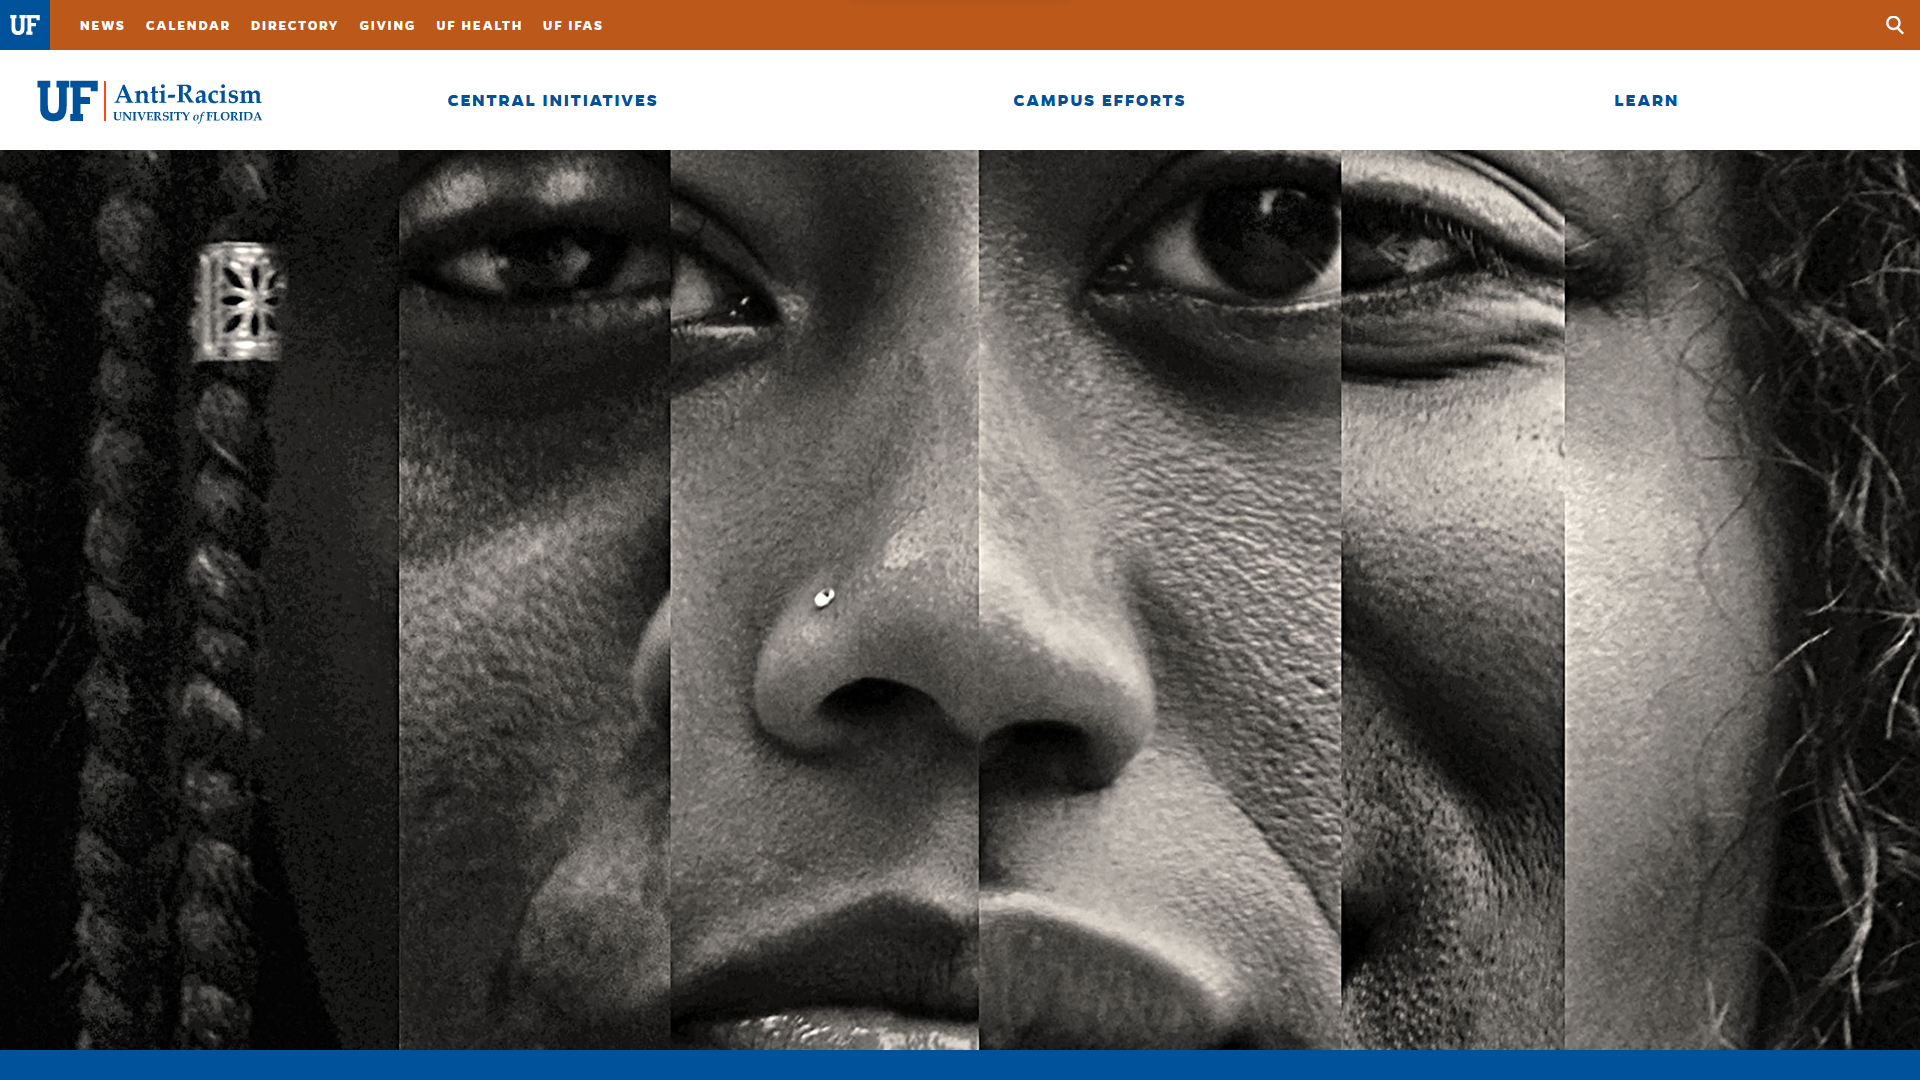 UF NEWS CALENDAR DIRECTORY GIVING UF HEALTH UF IFAS
UF Anti-Racism
UNIVERSITY of FLORIDA
CENTRAL INITIATIVES CAMPUS EFFORTS LEARN